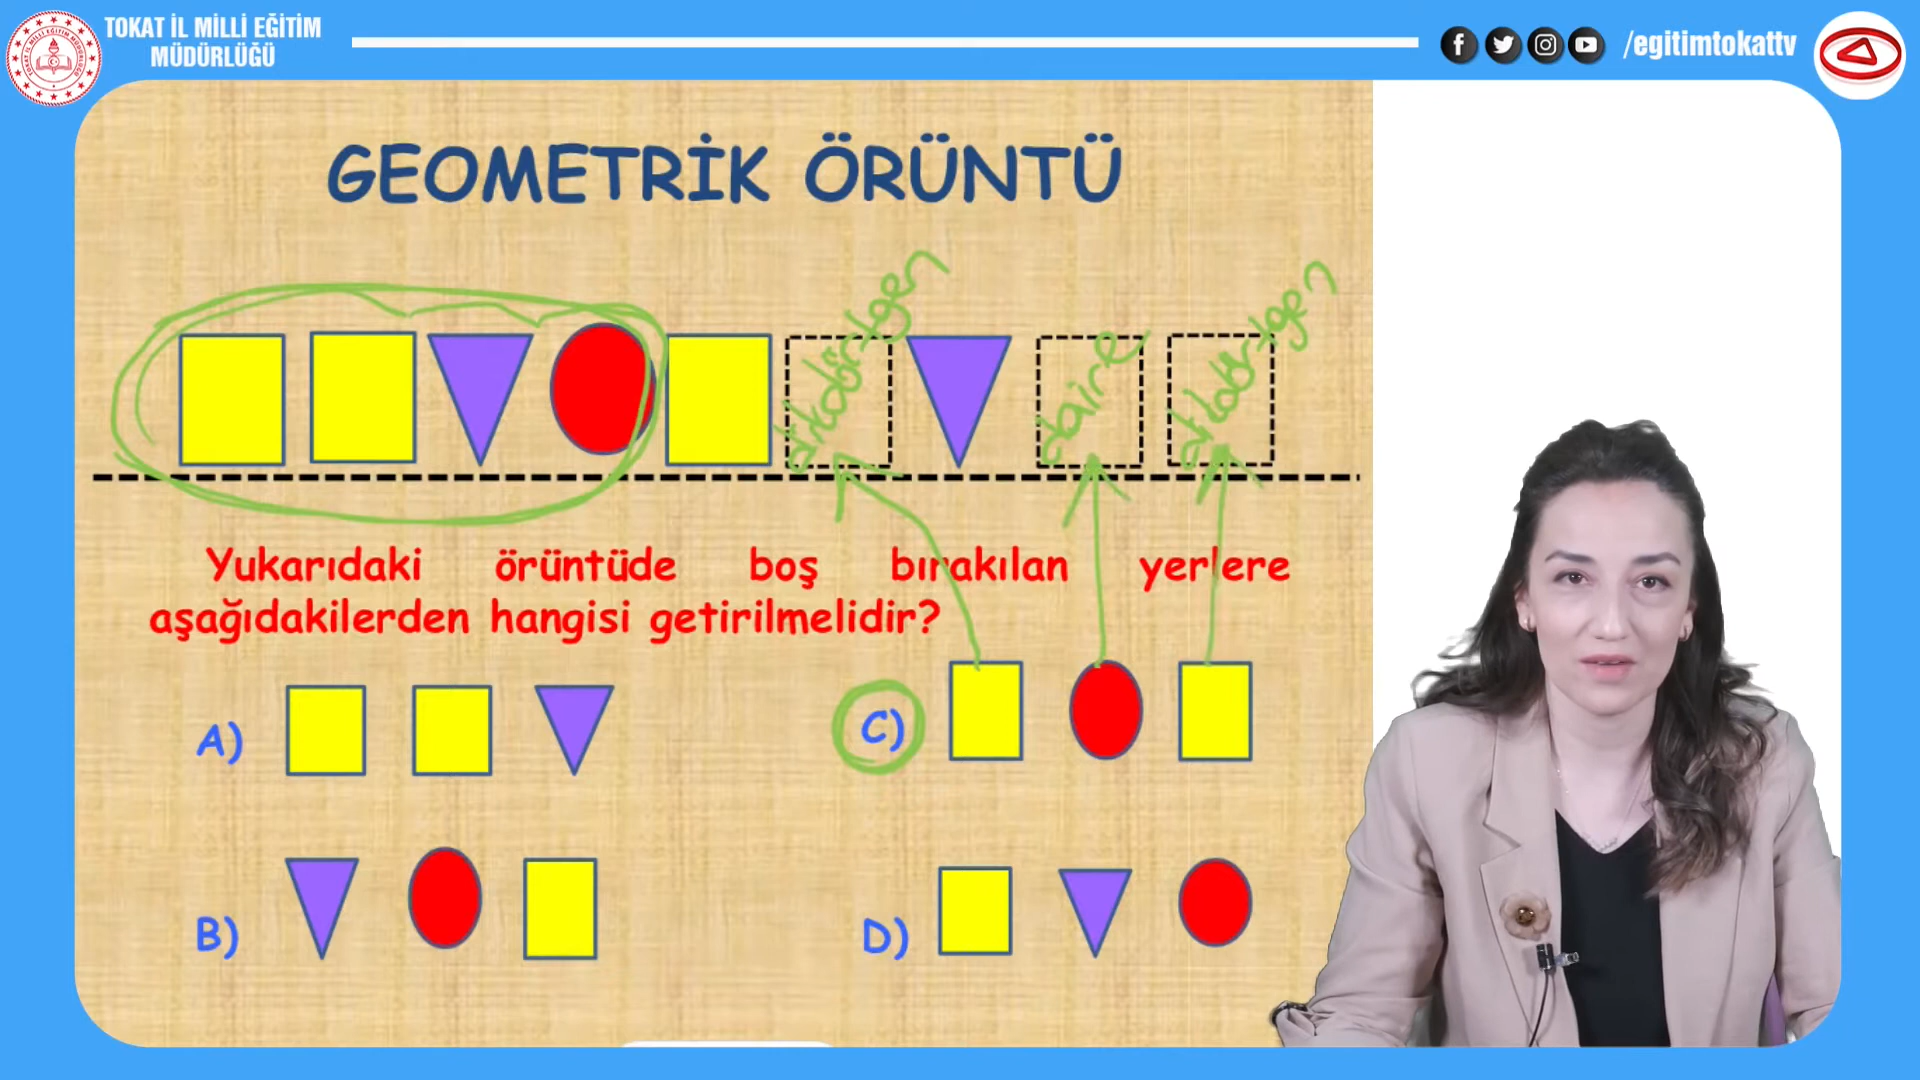 TOKAT İL MİLLİ EĞİTİM
MÜDÜRLÜĞÜ
/egitimtokattv
GEOMETRİK ÖRÜNTÜ
dikdörtgen
daire
dikdörtgen
Yukarıdaki örüntüde boş bırakılan yerlere
aşağıdakilerden hangisi getirilmelidir?
A)
C)
B)
D)